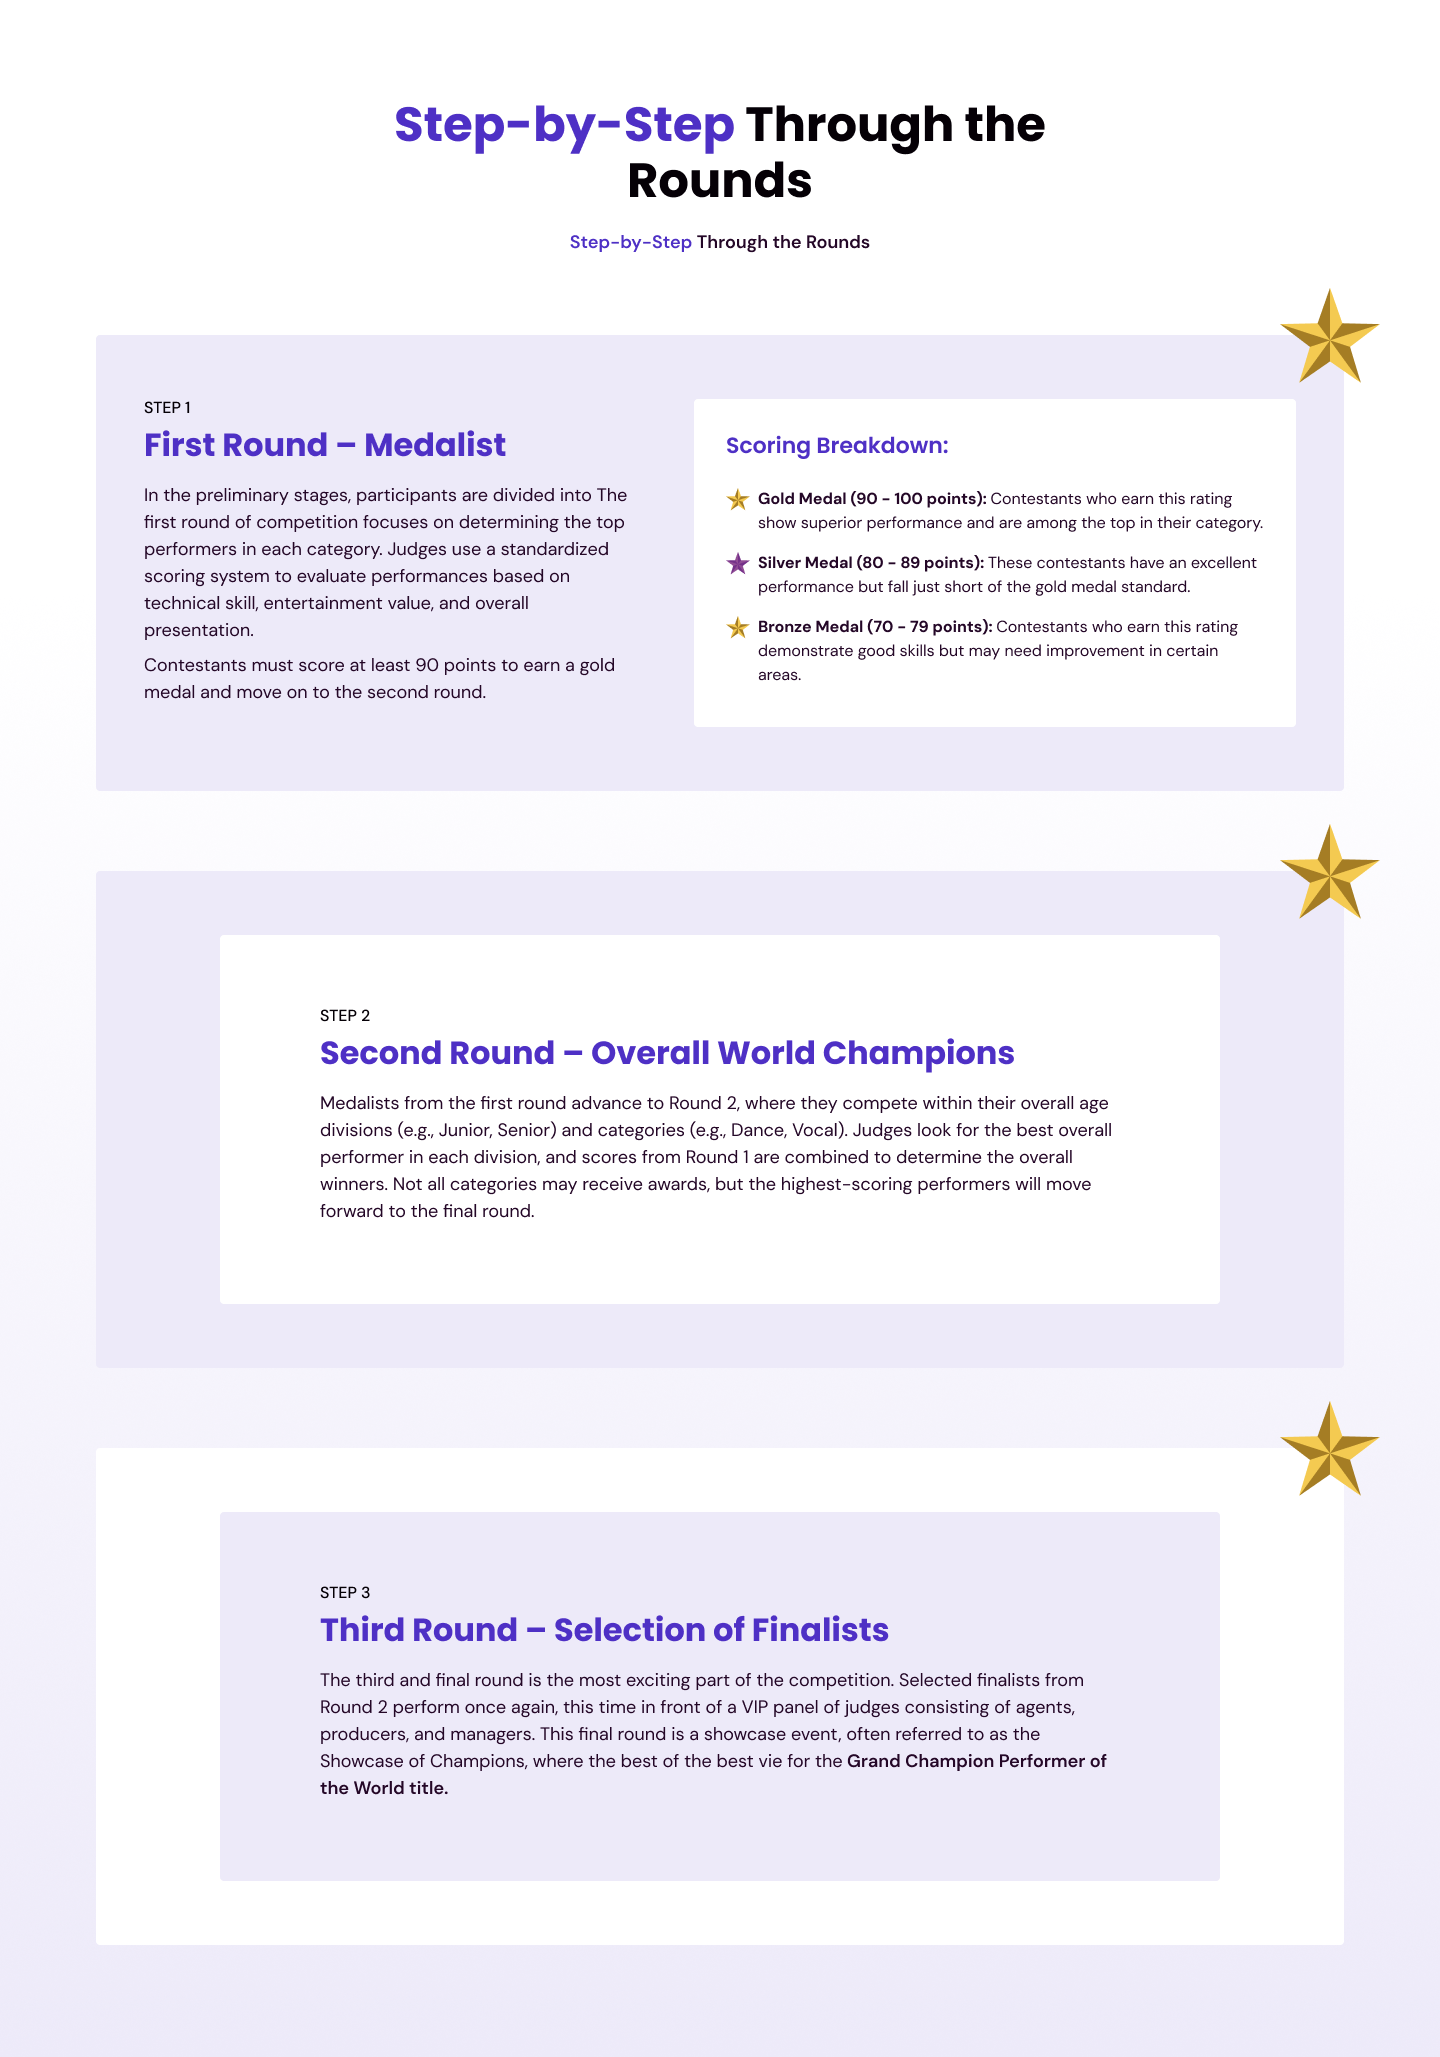 Step-by-Step Through the
Rounds
Step-by-Step Through the Rounds
STEP 1
First Round – Medalist
In the preliminary stages, participants are divided into The
first round of competition focuses on determining the top
performers in each category. Judges use a standardized
scoring system to evaluate performances based on
technical skill, entertainment value, and overall
presentation.
Contestants must score at least 90 points to earn a gold
medal and move on to the second round.
Scoring Breakdown:
Gold Medal (90 - 100 points): Contestants who earn this rating
show superior performance and are among the top in their category.
Silver Medal (80 - 89 points): These contestants have an excellent
performance but fall just short of the gold medal standard.
Bronze Medal (70 - 79 points): Contestants who earn this rating
demonstrate good skills but may need improvement in certain
areas.
STEP 2
Second Round – Overall World Champions
Medalists from the first round advance to Round 2, where they compete within their overall age
divisions (e.g., Junior, Senior) and categories (e.g., Dance, Vocal). Judges look for the best overall
performer in each division, and scores from Round 1 are combined to determine the overall
winners. Not all categories may receive awards, but the highest-scoring performers will move
forward to the final round.
STEP 3
Third Round – Selection of Finalists
The third and final round is the most exciting part of the competition. Selected finalists from
Round 2 perform once again, this time in front of a VIP panel of judges consisting of agents,
producers, and managers. This final round is a showcase event, often referred to as the
Showcase of Champions, where the best of the best vie for the Grand Champion Performer of
the World title.